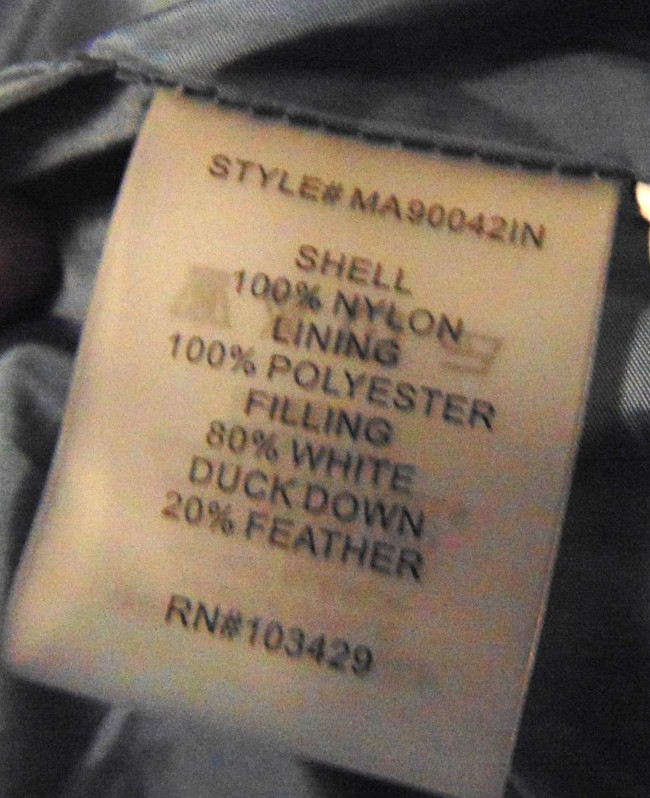 STYLE# MA90042IN
SHELL
100% NYLON
LINING
100% POLYESTER
FILLING
80% WHITE
DUCK DOWN
20% FEATHER
RN#103429